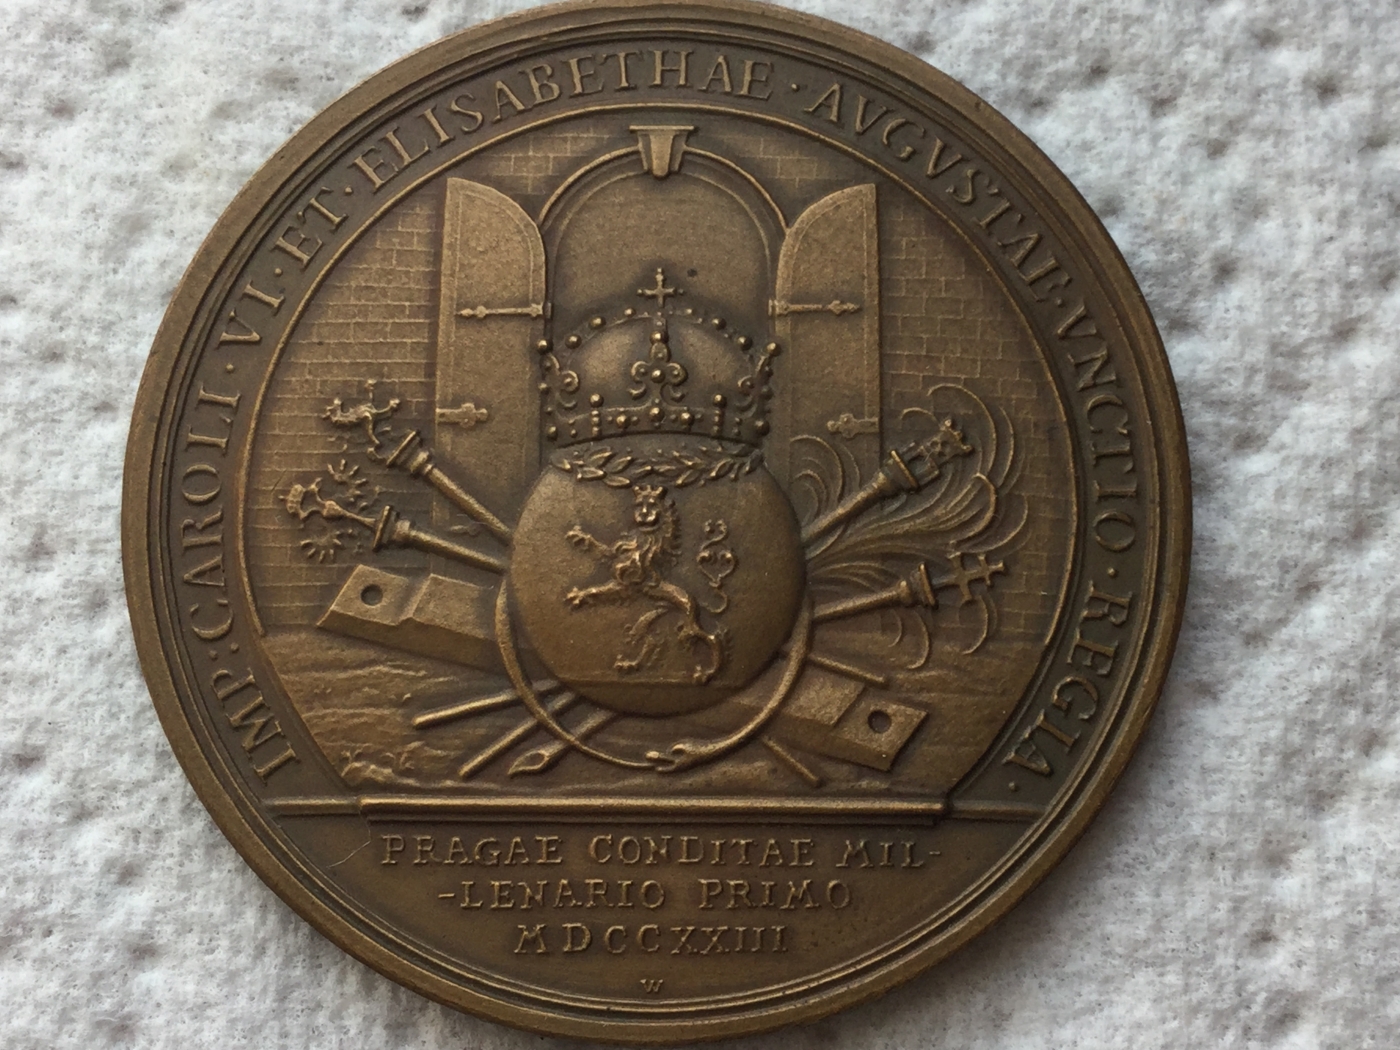 IMP: CAROLI · VI · ET · ELISABETHAE · AVGVSTAE · VNCTIO · REGIA ·
PRAGAE CONDITAE MIL-
-LENARIO PRIMO
MDCCXXIII
W